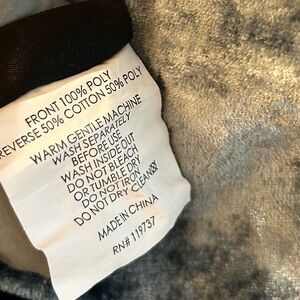 FRONT 100% POLY
REVERSE 50% COTTON 50% POLY
WARM GENTLE MACHINE
WASH SEPARATELY
BEFORE USE
WASH INSIDE OUT
DO NOT BLEACH
OR TUMBLE DRY
DO NOT IRON
DO NOT DRY CLEANSE
MADE IN CHINA
RN# 119737